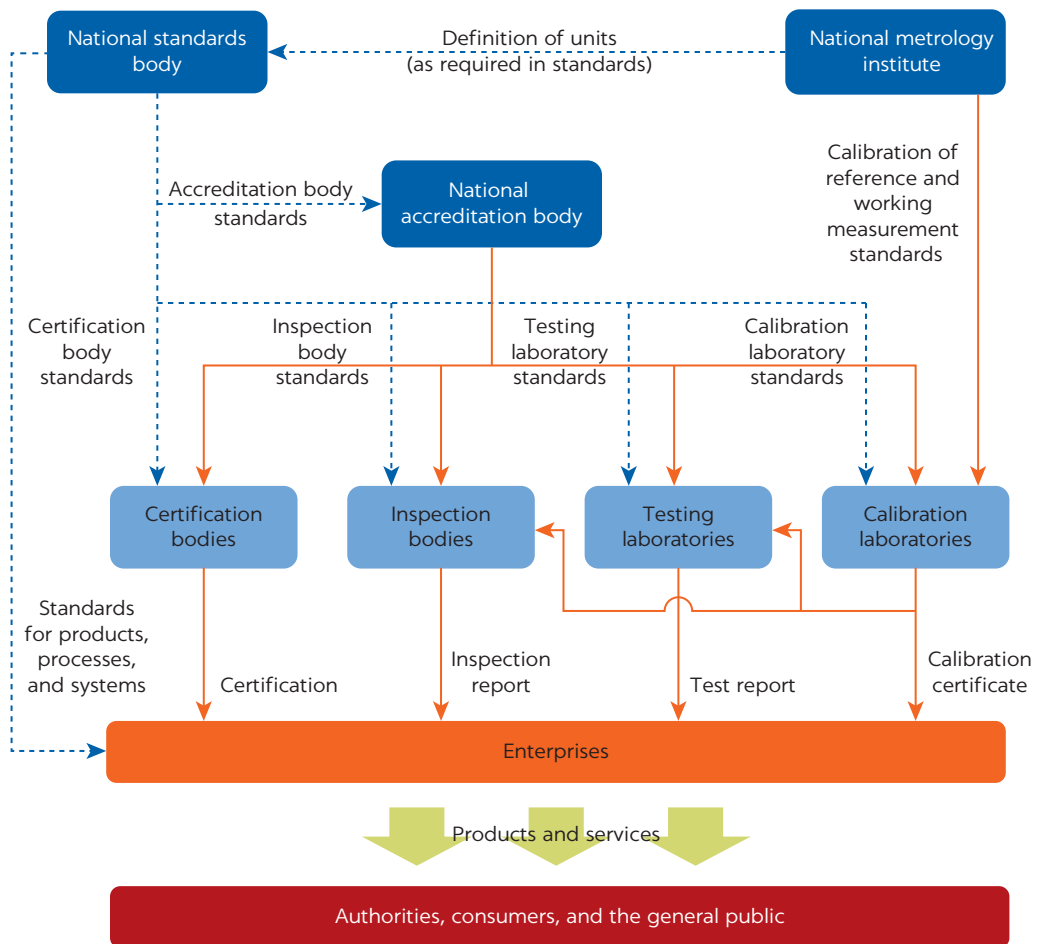 National standards
body
Definition of units
(as required in standards)
National metrology
institute
Accreditation body
standards
National
accreditation body
Calibration of
reference and
working
measurement
standards
Certification
body
standards
Inspection
body
standards
Testing
laboratory
standards
Calibration
laboratory
standards
Certification
bodies
Inspection
bodies
Testing
laboratories
Calibration
laboratories
Standards
for products,
processes,
and systems
Certification
Inspection
report
Test report
Calibration
certificate
Enterprises
Products and services
Authorities, consumers, and the general public